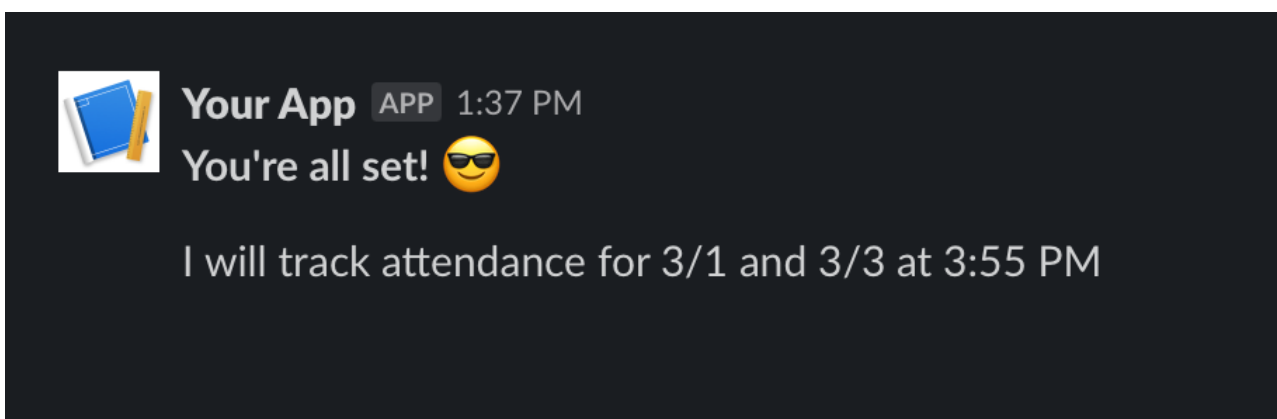 Your App APP 1:37 PM
You're all set! 😎
I will track attendance for 3/1 and 3/3 at 3:55 PM